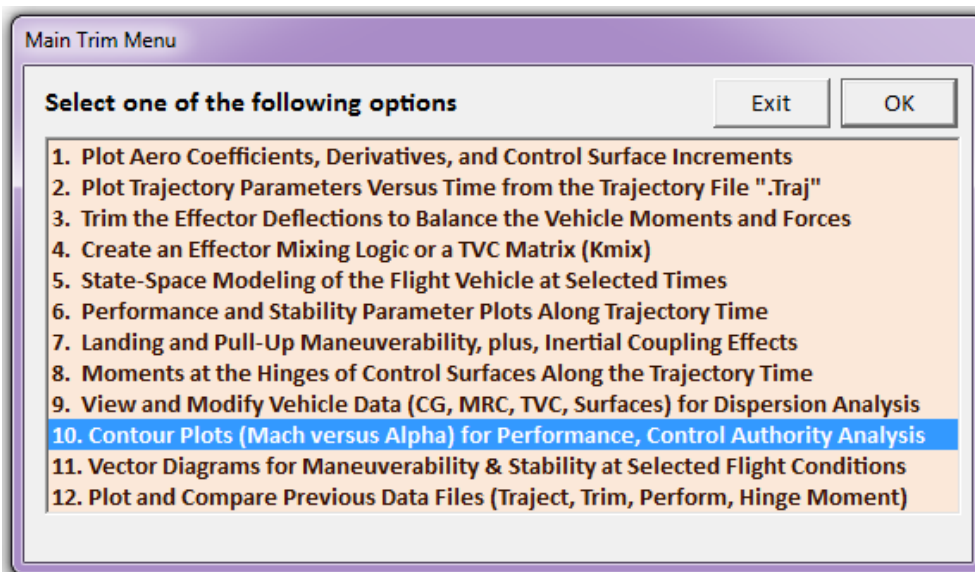 Main Trim Menu
Select one of the following options
Exit
OK
1. Plot Aero Coefficients, Derivatives, and Control Surface Increments
2. Plot Trajectory Parameters Versus Time from the Trajectory File ".Traj"
3. Trim the Effector Deflections to Balance the Vehicle Moments and Forces
4. Create an Effector Mixing Logic or a TVC Matrix (Kmix)
5. State-Space Modeling of the Flight Vehicle at Selected Times
6. Performance and Stability Parameter Plots Along Trajectory Time
7. Landing and Pull-Up Maneuverability, plus, Inertial Coupling Effects
8. Moments at the Hinges of Control Surfaces Along the Trajectory Time
9. View and Modify Vehicle Data (CG, MRC, TVC, Surfaces) for Dispersion Analysis
10. Contour Plots (Mach versus Alpha) for Performance, Control Authority Analysis
11. Vector Diagrams for Maneuverability & Stability at Selected Flight Conditions
12. Plot and Compare Previous Data Files (Traject, Trim, Perform, Hinge Moment)